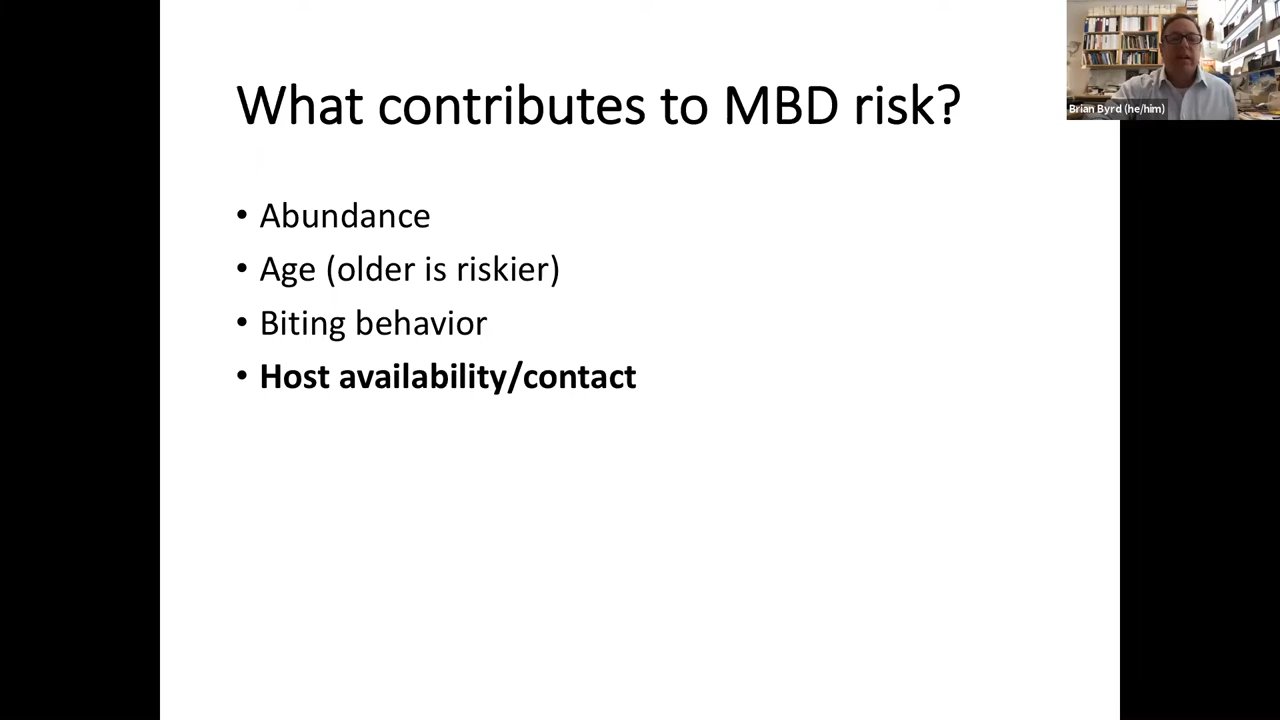 What contributes to MBD risk?
• Abundance
• Age (older is riskier)
• Biting behavior
• Host availability/contact
Brian Byrd (he/him)